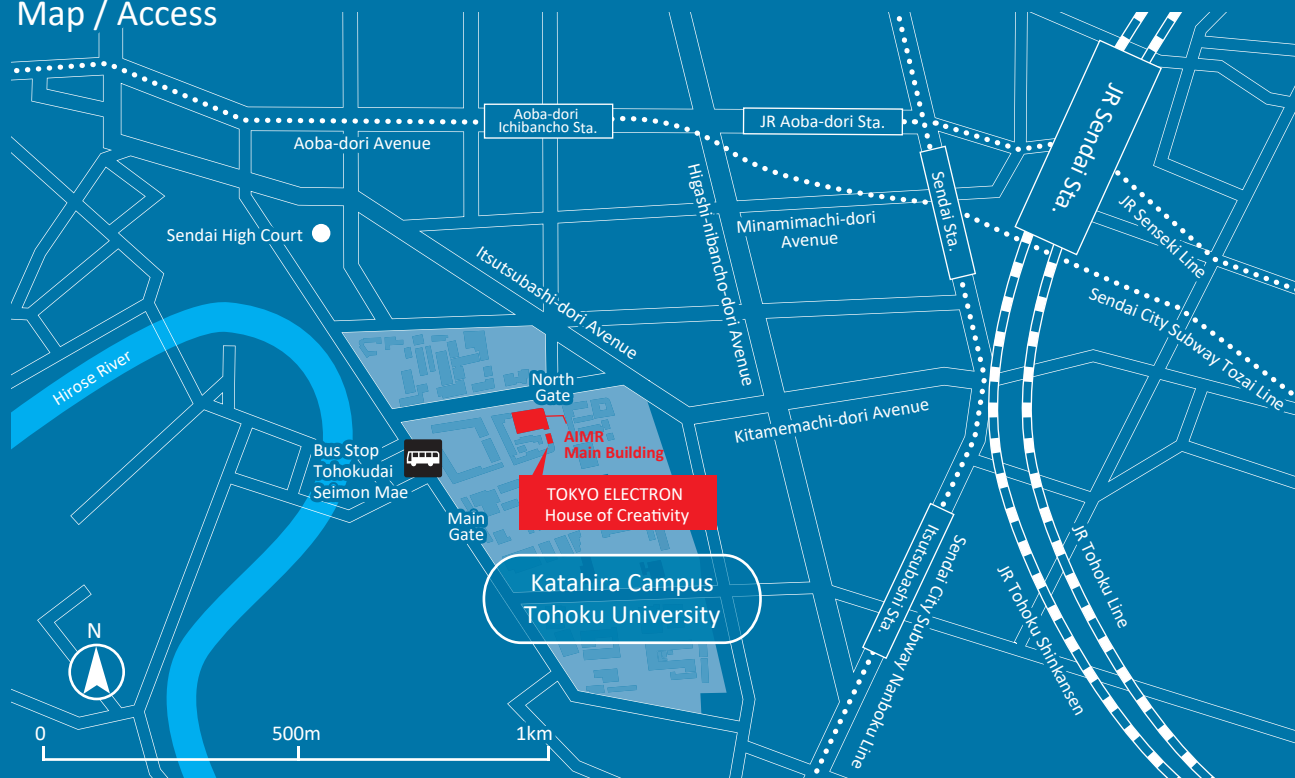 Map / Access
Aoba-dori
Ichibancho Sta.
JR Aoba-dori Sta.
JR Sendai Sta.
Aoba-dori Avenue
Sendai Sta.
Higashi-nibancho-dori Avenue
Minamimachi-dori
Avenue
JR Senseki Line
Sendai High Court
Itsutsubashi-dori Avenue
Sendai City Subway Tozai Line
Hirose River
North
Gate
Kitamemachi-dori Avenue
AIMR
Main Building
Bus Stop
Tohokudai
Seimon Mae
TOKYO ELECTRON
House of Creativity
Main
Gate
Katahira Campus
Tohoku University
Itsutsubashi Sta.
Sendai City Subway Nanboku Line
JR Tohoku Shinkansen
JR Tohoku Line
N
0
500m
1km